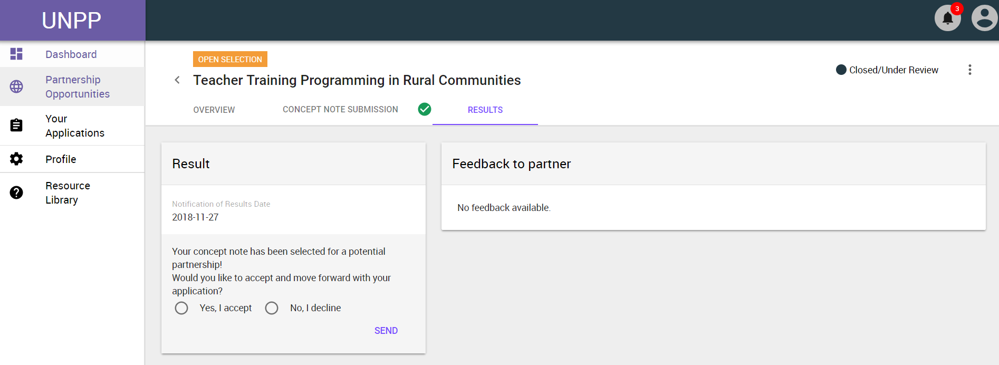 UNPP
3
Dashboard
Partnership
Opportunities
Your
Applications
Profile
Resource
Library
OPEN SELECTION
Teacher Training Programming in Rural Communities
Closed/Under Review
OVERVIEW
CONCEPT NOTE SUBMISSION
RESULTS
Result
Notification of Results Date
2018-11-27
Your concept note has been selected for a potential
partnership!
Would you like to accept and move forward with your
application?
Yes, I accept
No, I decline
SEND
Feedback to partner
No feedback available.